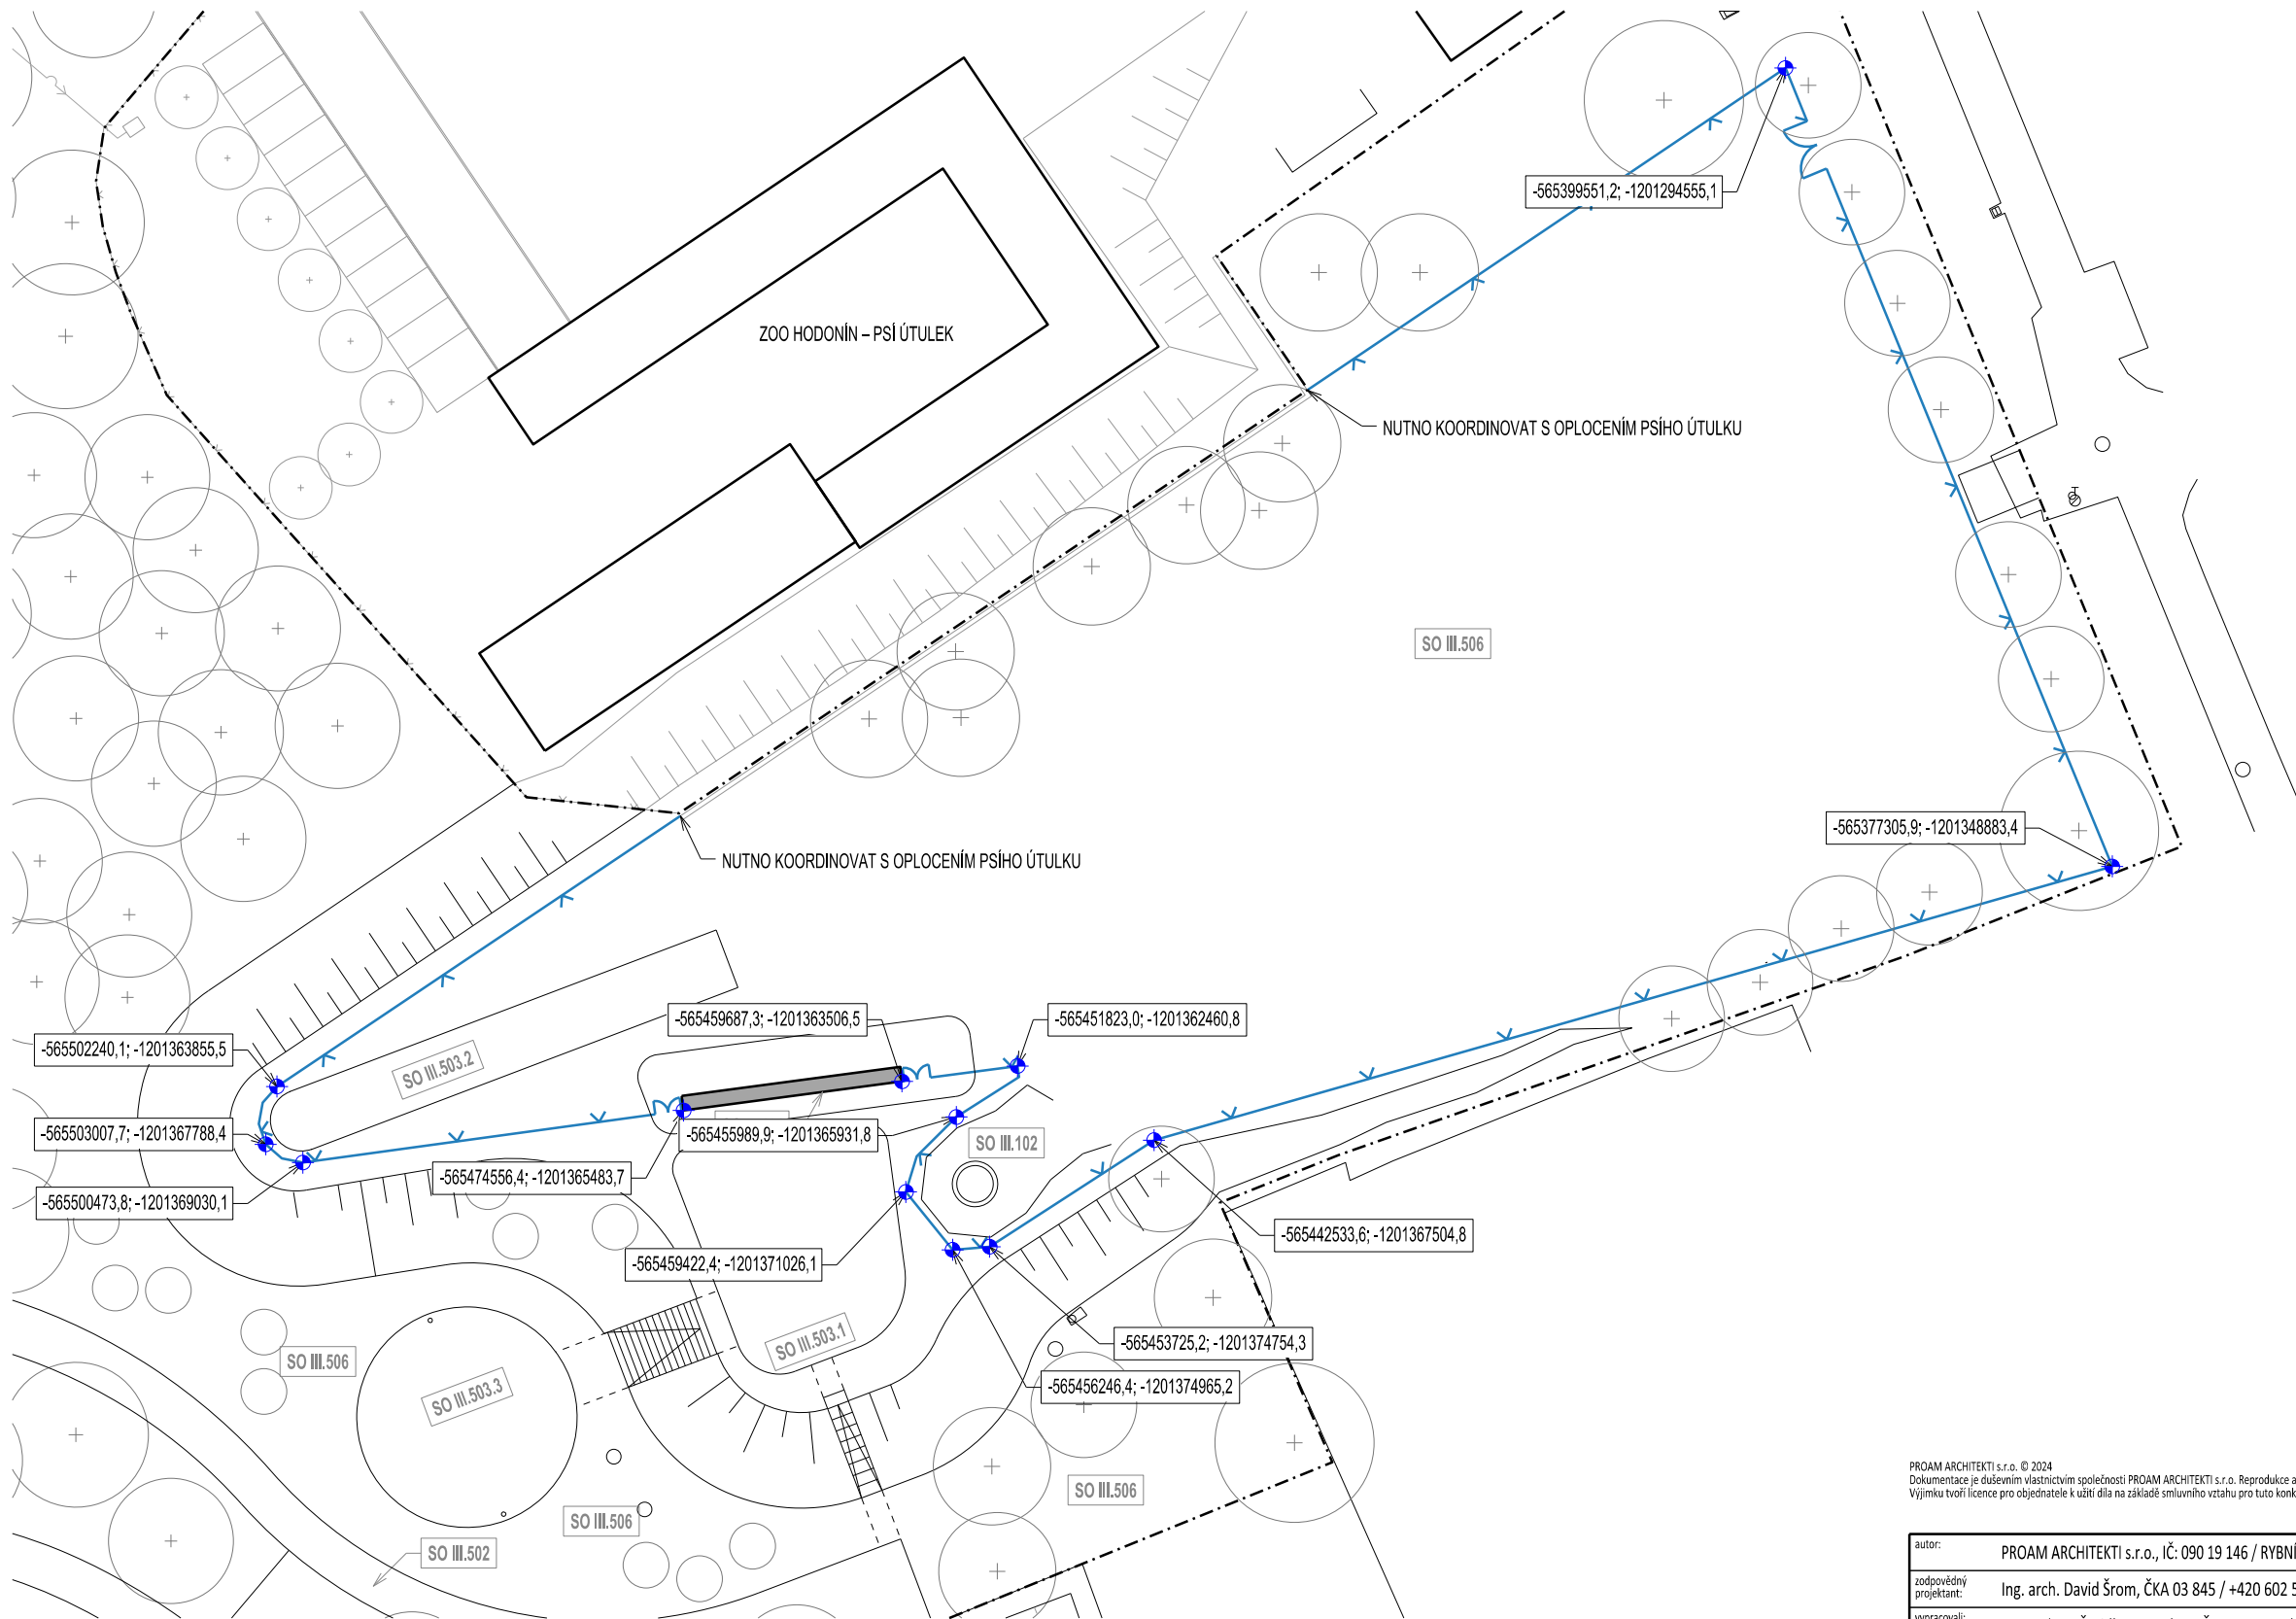 -565399551,2; -1201294555,1
ZOO HODONÍN – PSÍ ÚTULEK
NUTNO KOORDINOVAT S OPLOCENÍM PSÍHO ÚTULKU
SO III.506
-565377305,9; -1201348883,4
NUTNO KOORDINOVAT S OPLOCENÍM PSÍHO ÚTULKU
-565459687,3; -1201363506,5
-565451823,0; -1201362460,8
-565502240,1; -1201363855,5
SO III.503.2
-565503007,7; -1201367788,4
-565455989,9; -1201365931,8
SO III.102
-565474556,4; -1201365483,7
-565500473,8; -1201369030,1
-565442533,6; -1201367504,8
-565459422,4; -1201371026,1
-565453725,2; -1201374754,3
SO III.503.1
SO III.506
-565456246,4; -1201374965,2
SO III.503.3
SO III.506
SO III.506
SO III.502
PROAM ARCHITEKTI s.r.o. © 2024
Dokumentace je duševním vlastnictvím společnosti PROAM ARCHITEKTI s.r.o. Reprodukce a
Výjimku tvoří licence pro objednatele k užití díla na základě smluvního vztahu pro tuto konk
autor: PROAM ARCHITEKTI s.r.o., IČ: 090 19 146 / RYBNÍ
zodpovědný
projektant: Ing. arch. David Šrom, ČKA 03 845 / +420 602 5
vypracovali: